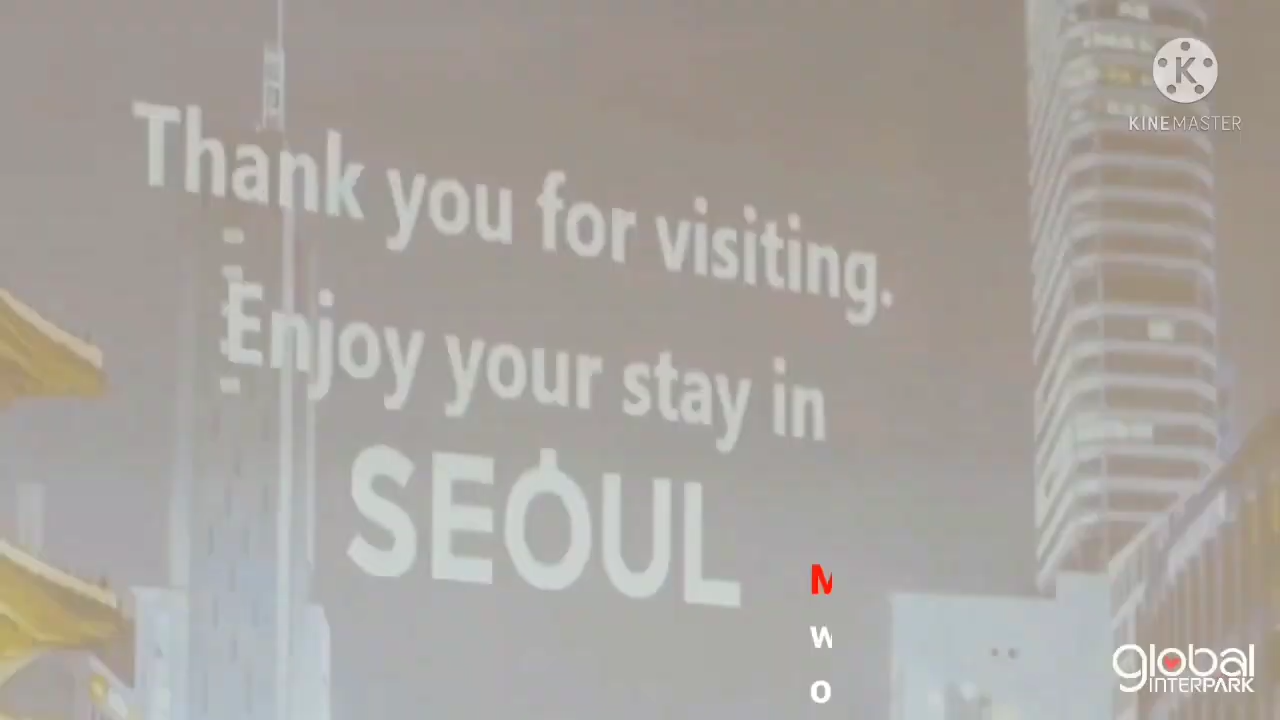 Thank you for visiting.
Enjoy your stay in
SEOUL
KINEMASTER
M
w
o
global
INTERPARK